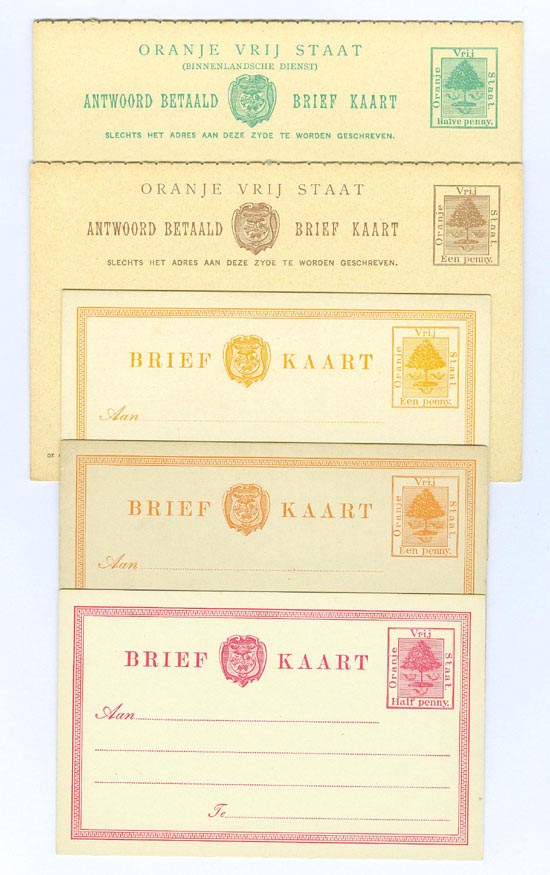 ORANJE VRIJ STAAT
(BINNENLANDSCHE DIENST)
ANTWOORD BETAALD BRIEF KAART
SLECHTS HET ADRES AAN DEZE ZYDE TE WORDEN GESCHREVEN.
Vrij
Oranje
Staat.
Halve penny.
ORANJE VRIJ STAAT
ANTWOORD BETAALD BRIEF KAART
SLECHTS HET ADRES AAN DEZE ZYDE TE WORDEN GESCHREVEN.
Vrij
Oranje
Staat.
Een penny.
BRIEF KAART
Vrij
Oranje
Staat.
Een penny.
Aan
DE
BRIEF KAART
Vrij
Oranje
Staat.
Een penny.
Aan
BRIEF KAART
Vrij
Oranje
Staat.
Half penny.
Aan
Te